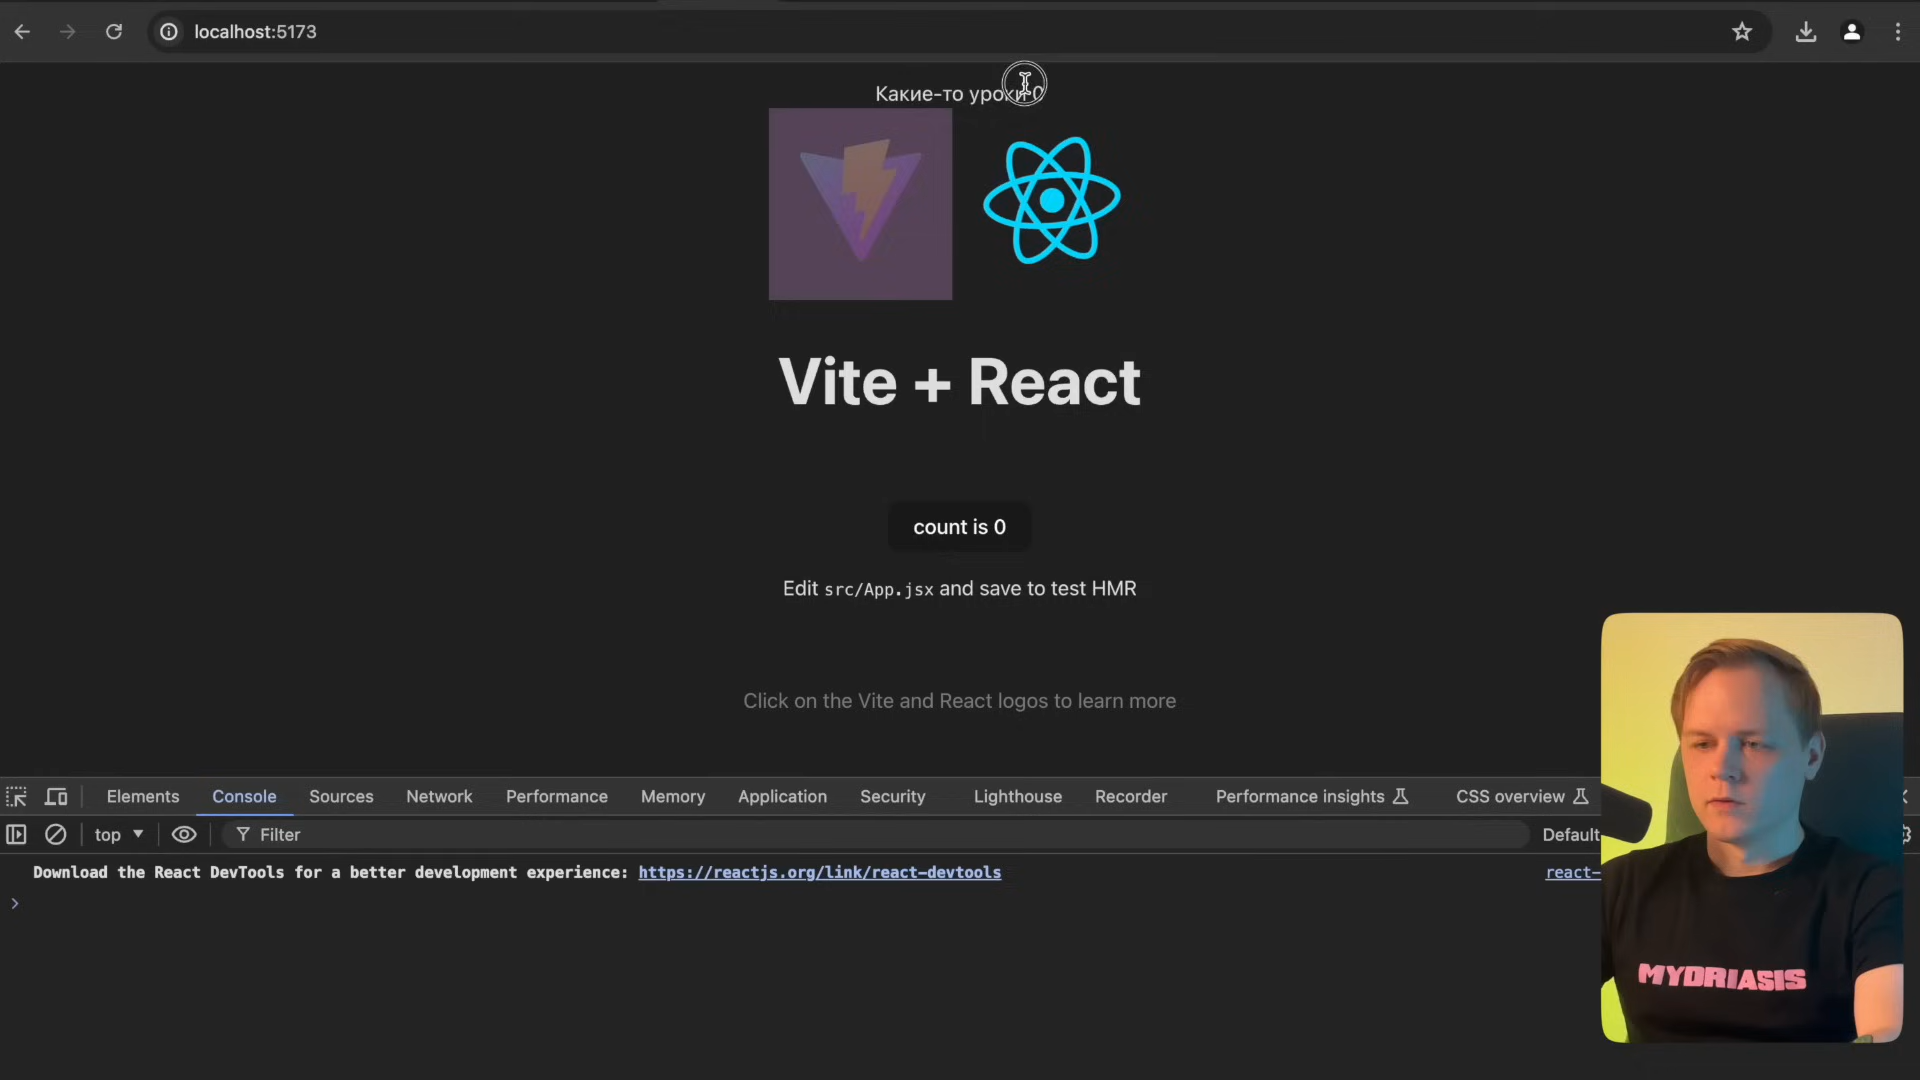 localhost:5173
Какие-то уроки 0
Vite + React
count is 0
Edit src/App.jsx and save to test HMR
Click on the Vite and React logos to learn more
Elements Console Sources Network Performance Memory Application Security Lighthouse Recorder Performance insights CSS overview
top Filter Default
Download the React DevTools for a better development experience: https://reactjs.org/link/react-devtools react-
MYDRIASIS